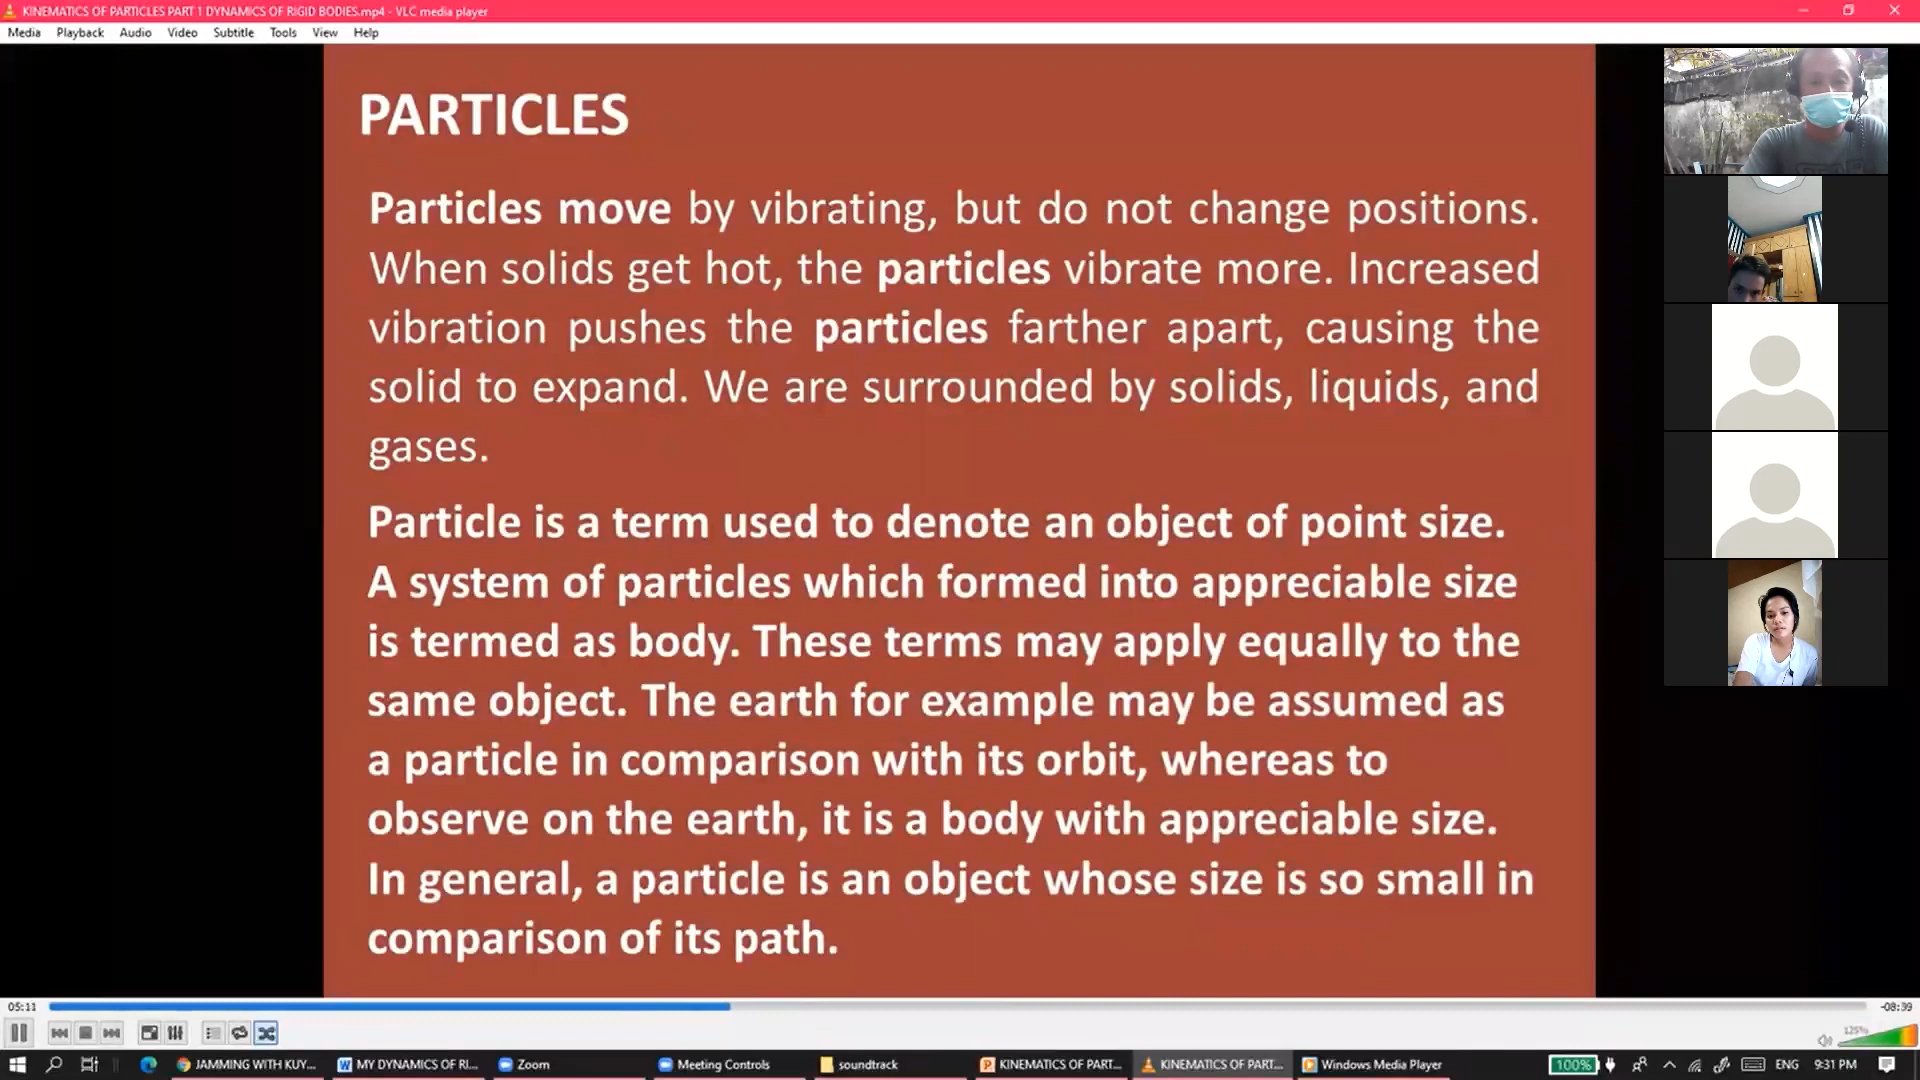 KINEMATICS OF PARTICLES PART 1 DYNAMICS OF RIGID BODIES.mp4 - VLC media player
Media Playback Audio Video Subtitle Tools View Help
PARTICLES
Particles move by vibrating, but do not change positions.
When solids get hot, the particles vibrate more. Increased
vibration pushes the particles farther apart, causing the
solid to expand. We are surrounded by solids, liquids, and
gases.
Particle is a term used to denote an object of point size.
A system of particles which formed into appreciable size
is termed as body. These terms may apply equally to the
same object. The earth for example may be assumed as
a particle in comparison with its orbit, whereas to
observe on the earth, it is a body with appreciable size.
In general, a particle is an object whose size is so small in
comparison of its path.
05:11 -08:39
125%
JAMMING WITH KUY... MY DYNAMICS OF RI... Zoom Meeting Controls soundtrack KINEMATICS OF PART... KINEMATICS OF PART... Windows Media Player 100% ENG 9:31 PM